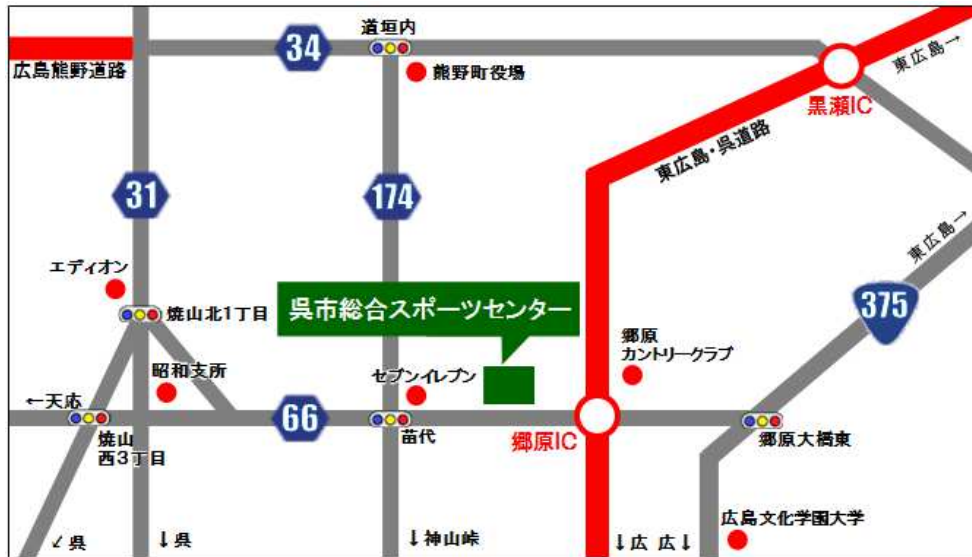 道垣内
34
広島熊野道路
熊野町役場
東広島→
黒瀬IC
東広島・呉道路
31
174
東広島→
エディオン
焼山北1丁目
呉市総合スポーツセンター
375
郷原
カントリークラブ
昭和支所
セブンイレブン
←天応
66
焼山
西3丁目
苗代
郷原IC
郷原大橋東
広島文化学園大学
↙呉
↓呉
↓神山峠
↓広
広↓